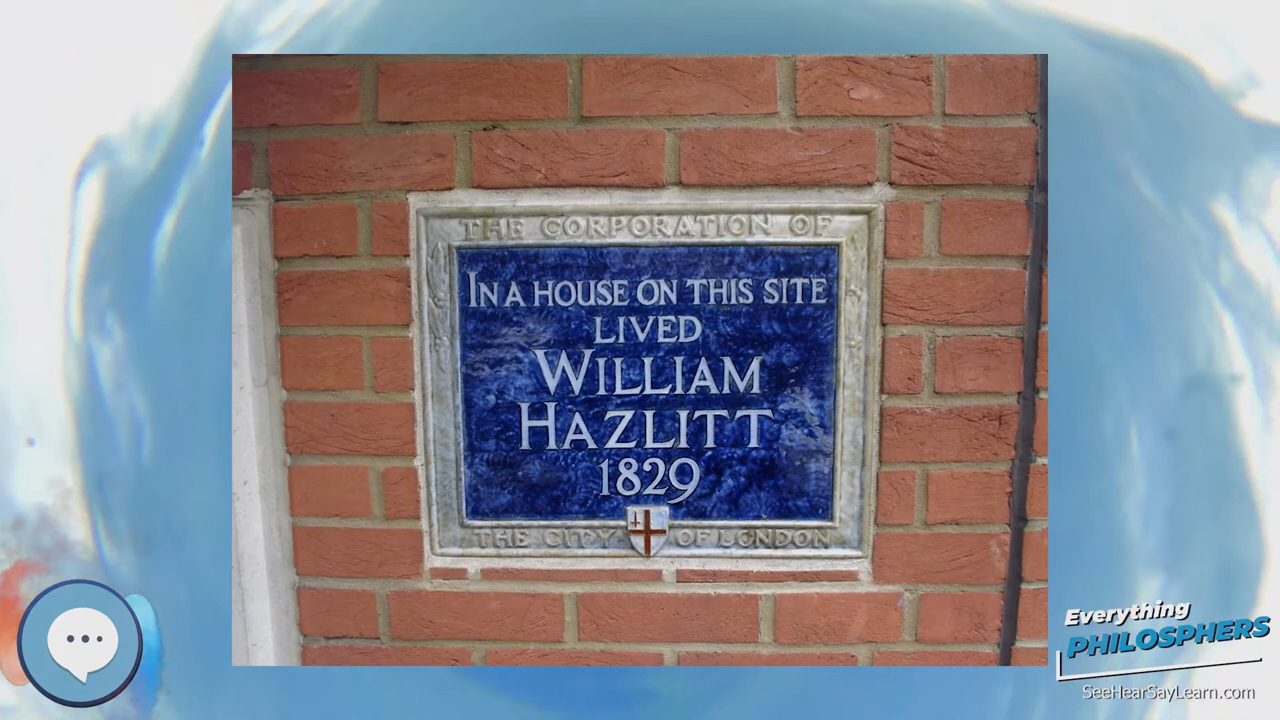 THE CORPORATION OF
IN A HOUSE ON THIS SITE
LIVED
WILLIAM
HAZLITT
1829
THE CITY OF LONDON
Everything
PHILOSPHERS
SeeHearSayLearn.com